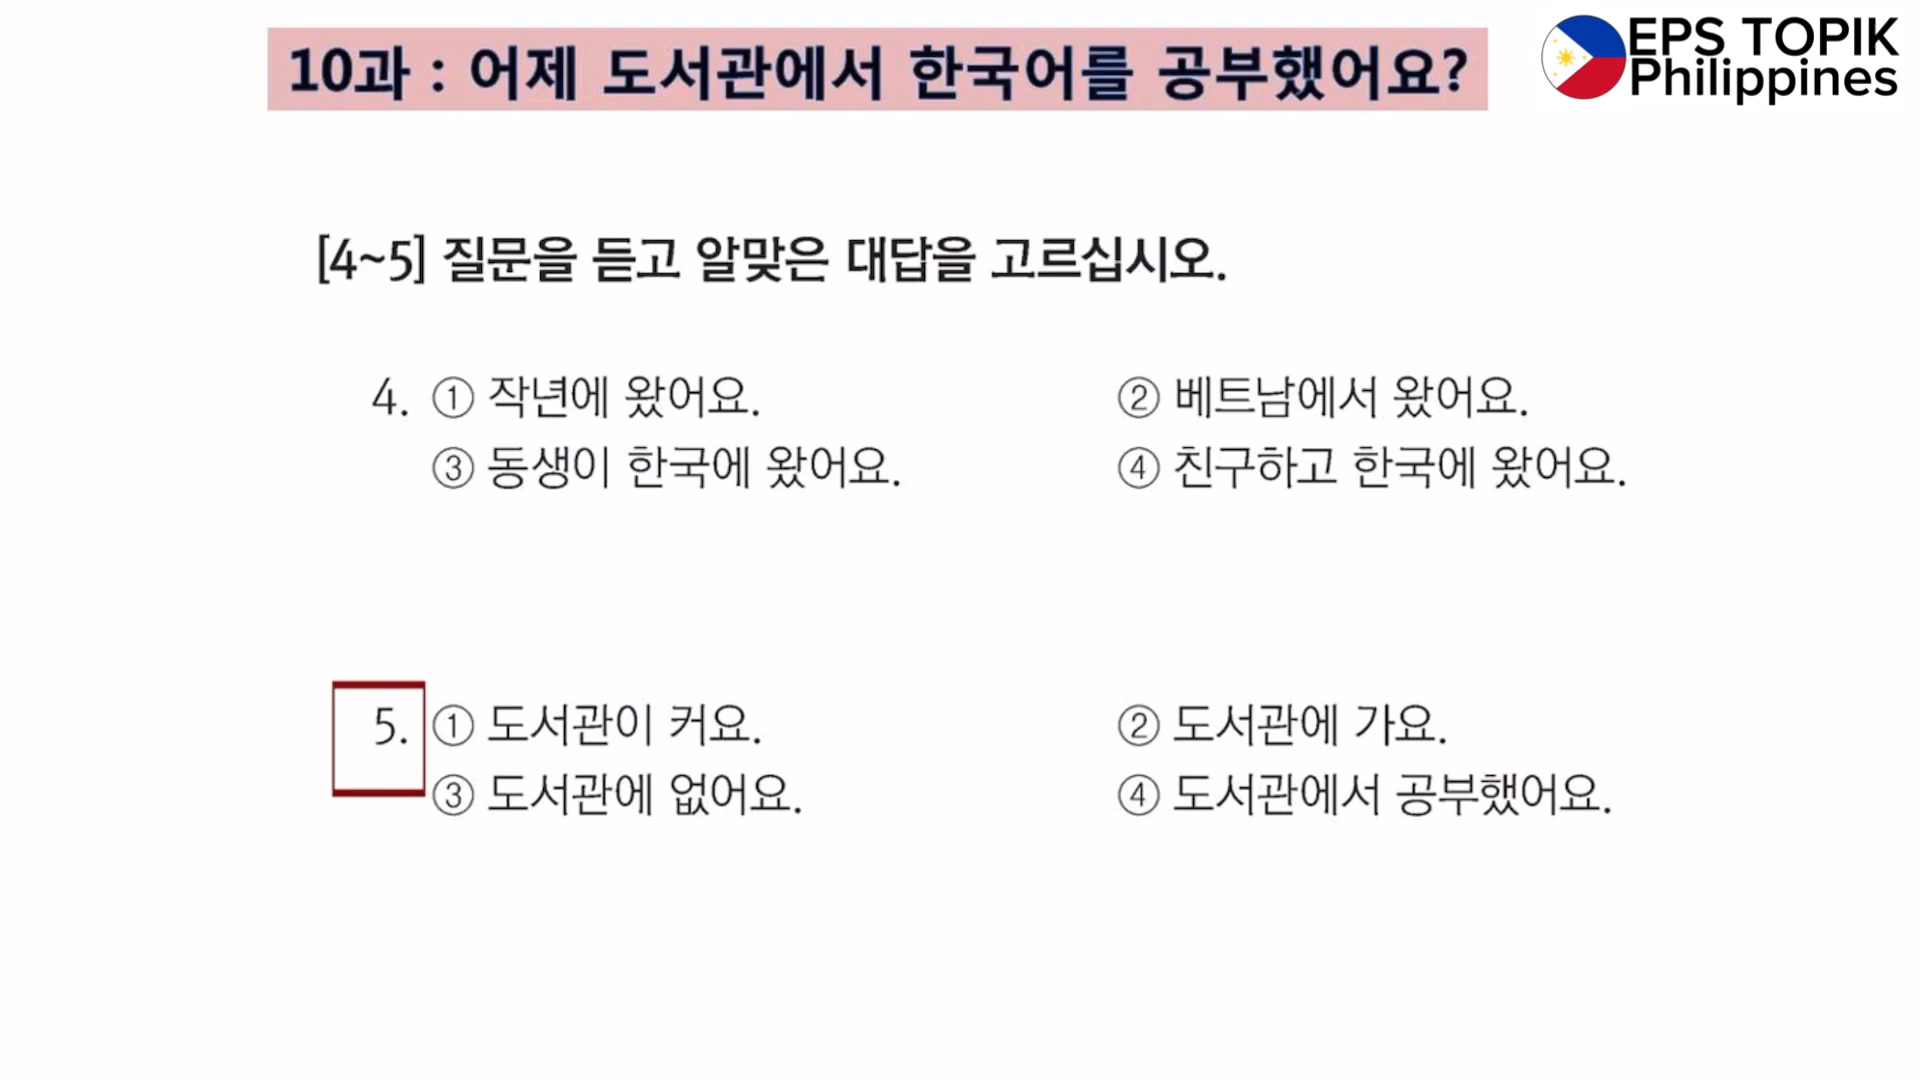 10과 : 어제 도서관에서 한국어를 공부했어요?
EPS TOPIK
Philippines
[4~5] 질문을 듣고 알맞은 대답을 고르십시오.
4. ① 작년에 왔어요. ② 베트남에서 왔어요.
③ 동생이 한국에 왔어요. ④ 친구하고 한국에 왔어요.
5. ① 도서관이 커요. ② 도서관에 가요.
③ 도서관에 없어요. ④ 도서관에서 공부했어요.